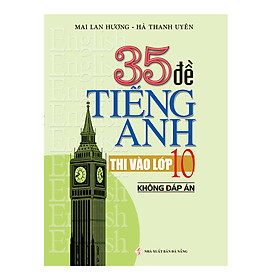 MAI LAN HƯƠNG - HÀ THANH UYÊN
35 đề
TIẾNG
ANH
THI VÀO LỚP 10
KHÔNG ĐÁP ÁN
NHÀ XUẤT BẢN ĐÀ NẴNG